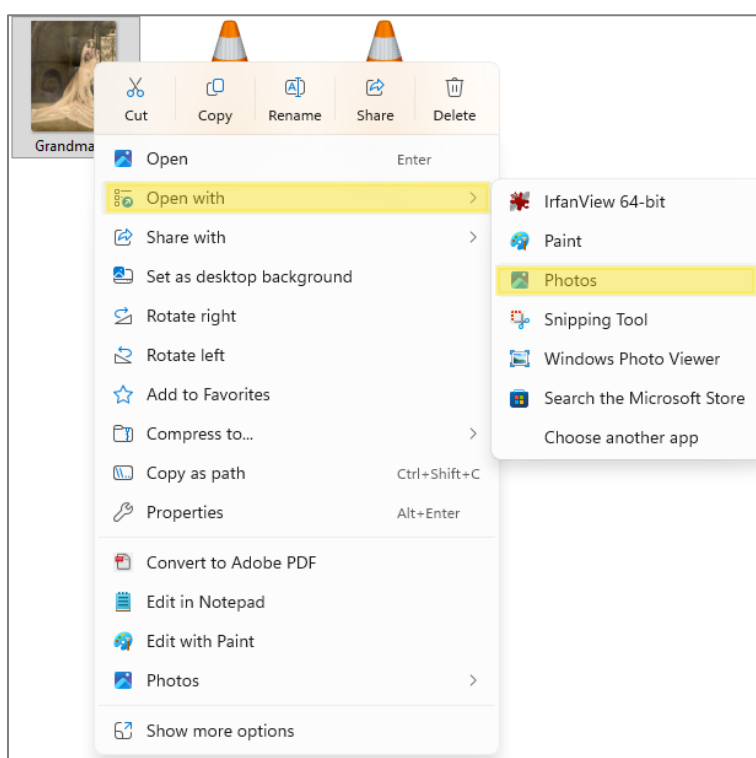 Cut Copy Rename Share Delete
Grandma
Open Enter
Open with
Share with
Set as desktop background
Rotate right
Rotate left
Add to Favorites
Compress to...
Copy as path Ctrl+Shift+C
Properties Alt+Enter
Convert to Adobe PDF
Edit in Notepad
Edit with Paint
Photos
Show more options
IrfanView 64-bit
Paint
Photos
Snipping Tool
Windows Photo Viewer
Search the Microsoft Store
Choose another app